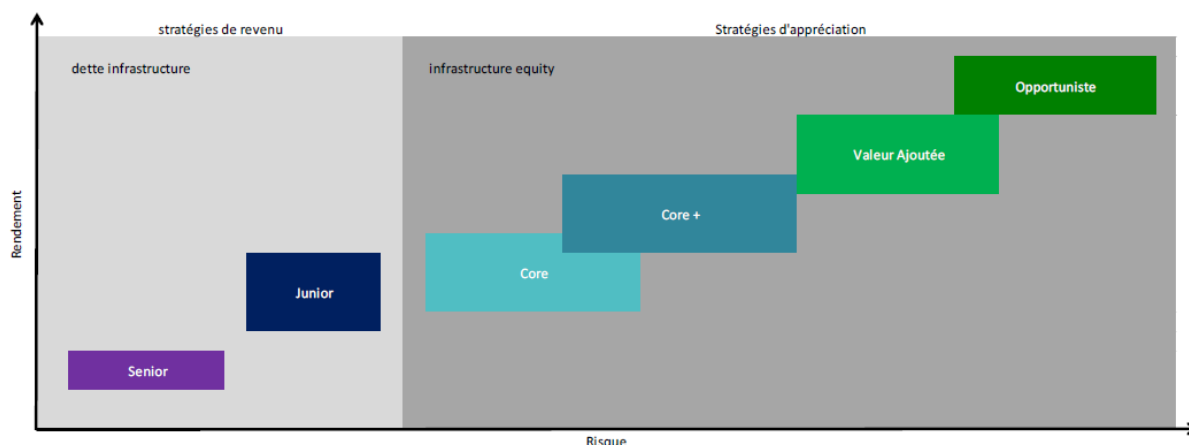 stratégies de revenu
Stratégies d'appréciation
dette infrastructure
infrastructure equity
Opportuniste
Valeur Ajoutée
Core +
Core
Junior
Senior
Rendement
Risque